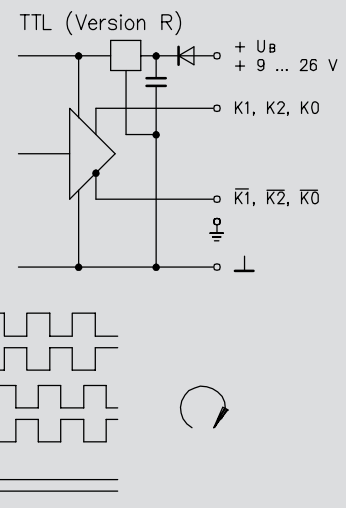 TTL (Version R)
+ UB
+ 9 ... 26 V
K1, K2, K0
K̅1̅, K̅2̅, K̅0̅